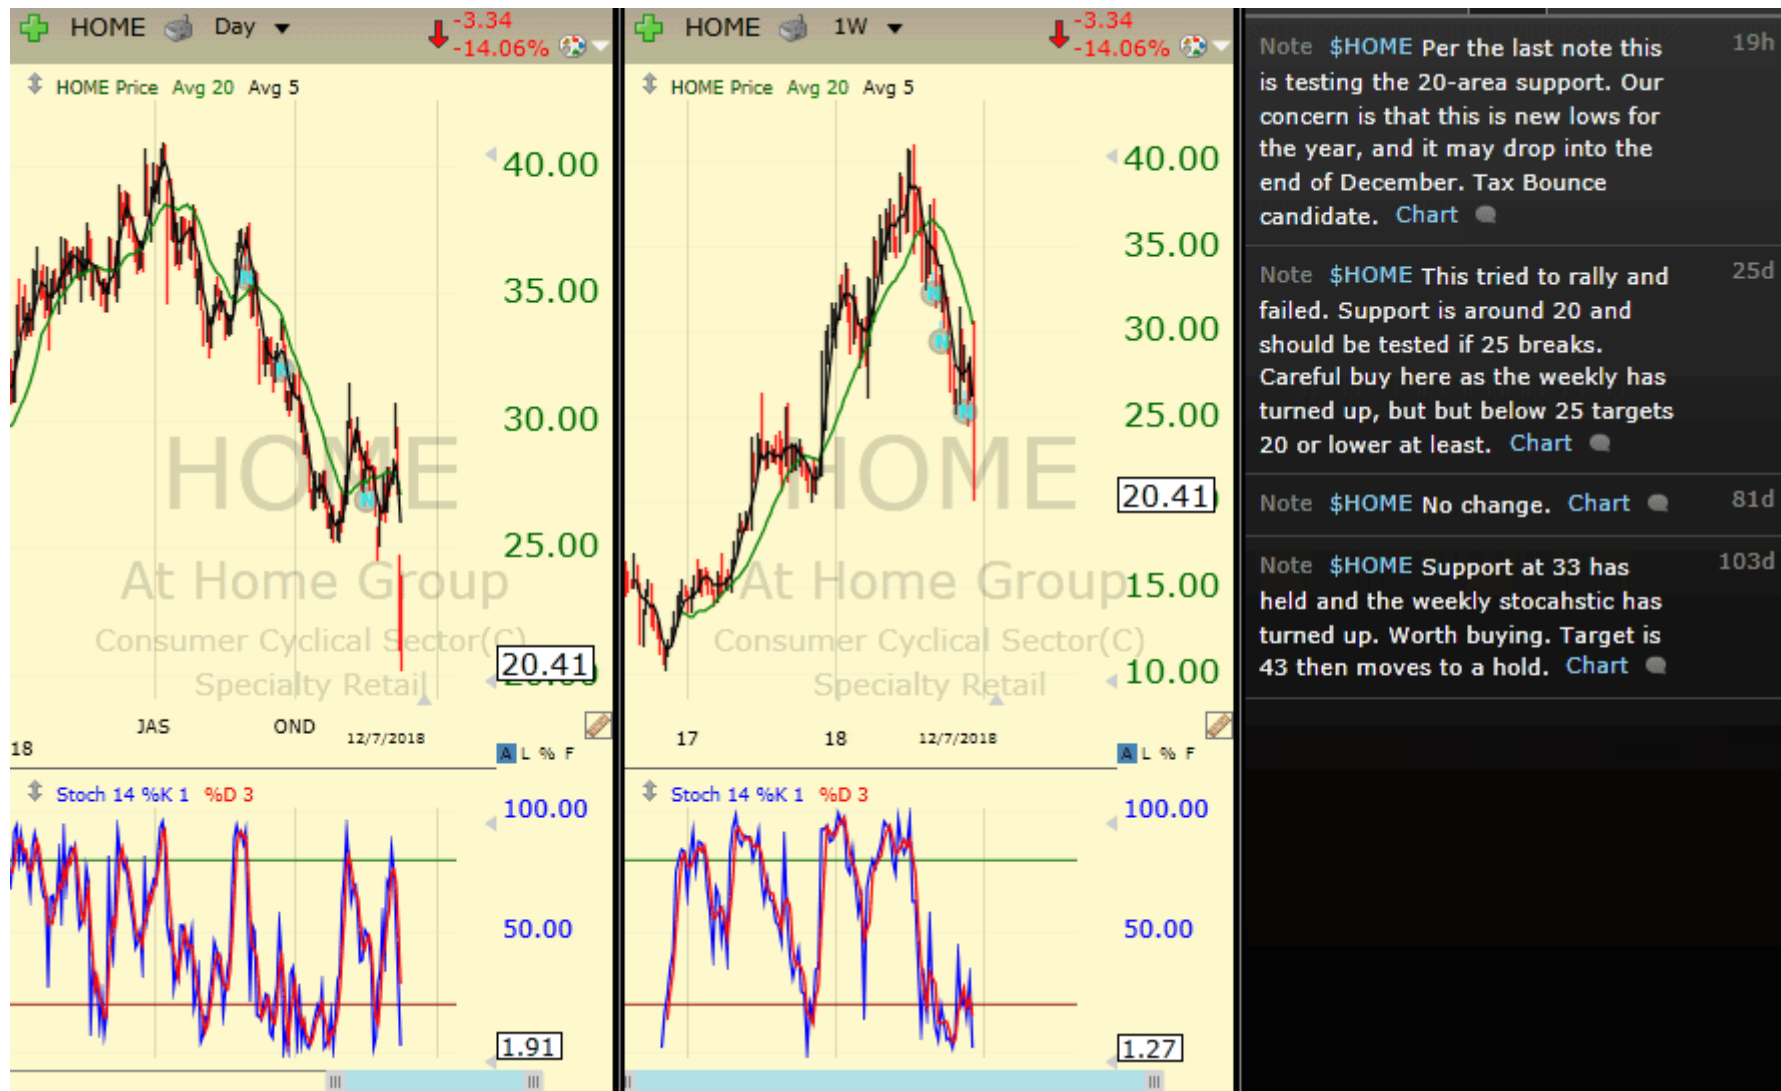 HOME Day
-3.34
-14.06%
HOME Price Avg 20 Avg 5
40.00
35.00
30.00
25.00
20.41
HOME
At Home Group
Consumer Cyclical Sector(C)
Specialty Retail
18
JAS
OND
12/7/2018
A L % F
Stoch 14 %K 1 %D 3
100.00
50.00
1.91
HOME 1W
-3.34
-14.06%
HOME Price Avg 20 Avg 5
40.00
35.00
30.00
25.00
20.41
15.00
10.00
HOME
At Home Group
Consumer Cyclical Sector(C)
Specialty Retail
17
18
12/7/2018
A L % F
Stoch 14 %K 1 %D 3
100.00
50.00
1.27
Note $HOME Per the last note this 19h
is testing the 20-area support. Our
concern is that this is new lows for
the year, and it may drop into the
end of December. Tax Bounce
candidate. Chart
Note $HOME This tried to rally and 25d
failed. Support is around 20 and
should be tested if 25 breaks.
Careful buy here as the weekly has
turned up, but but below 25 targets
20 or lower at least. Chart
Note $HOME No change. Chart 81d
Note $HOME Support at 33 has 103d
held and the weekly stocahstic has
turned up. Worth buying. Target is
43 then moves to a hold. Chart